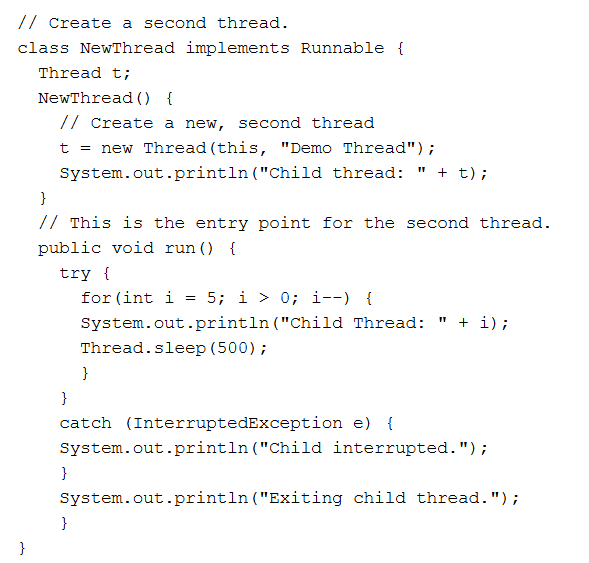 // Create a second thread.
class NewThread implements Runnable {
  Thread t;
  NewThread() {
    // Create a new, second thread
    t = new Thread(this, "Demo Thread");
    System.out.println("Child thread: " + t);
  }
  // This is the entry point for the second thread.
  public void run() {
    try {
      for(int i = 5; i > 0; i--) {
      System.out.println("Child Thread: " + i);
      Thread.sleep(500);
      }
    }
    catch (InterruptedException e) {
    System.out.println("Child interrupted.");
    }
    System.out.println("Exiting child thread.");
    }
}